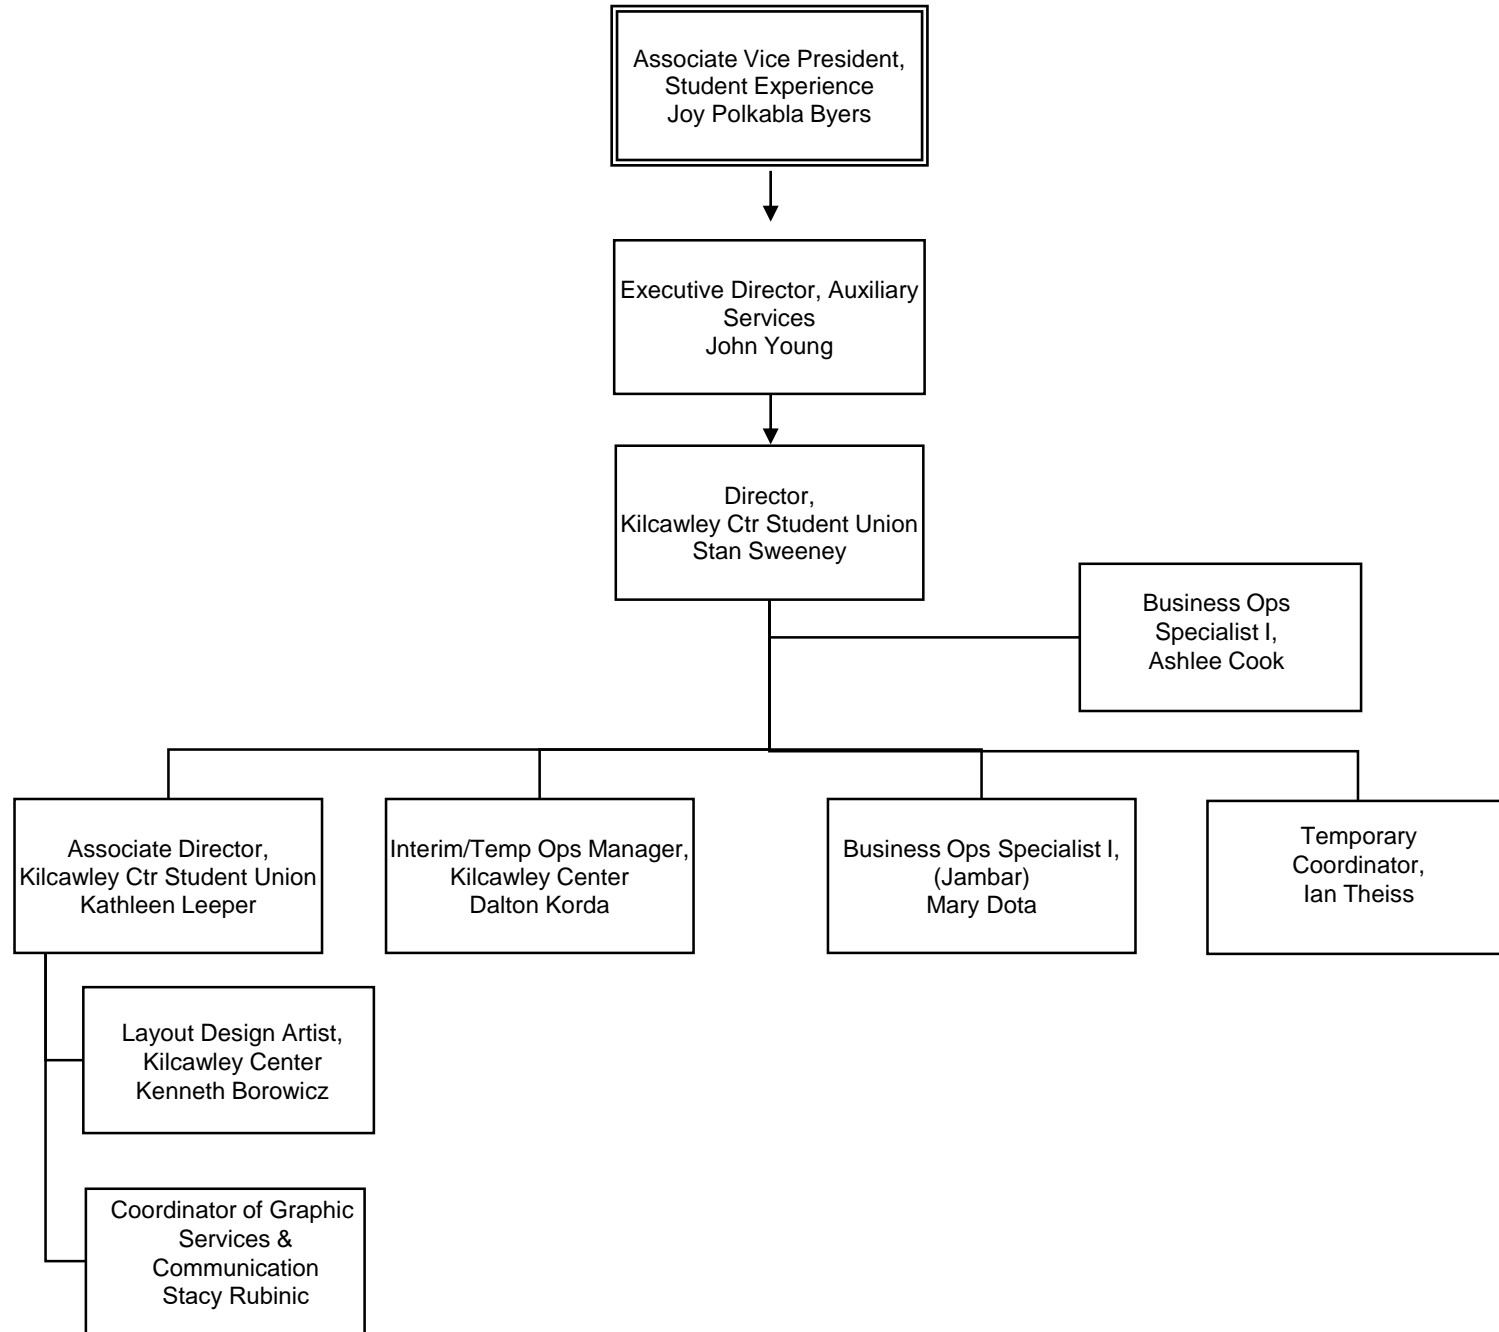 Associate Vice President,
Student Experience
Joy Polkabla Byers
Executive Director, Auxiliary
Services
John Young
Director,
Kilcawley Ctr Student Union
Stan Sweeney
Business Ops
Specialist I,
Ashlee Cook
Associate Director,
Kilcawley Ctr Student Union
Kathleen Leeper
Interim/Temp Ops Manager,
Kilcawley Center
Dalton Korda
Business Ops Specialist I,
(Jambar)
Mary Dota
Temporary
Coordinator,
Ian Theiss
Layout Design Artist,
Kilcawley Center
Kenneth Borowicz
Coordinator of Graphic
Services &
Communication
Stacy Rubinic